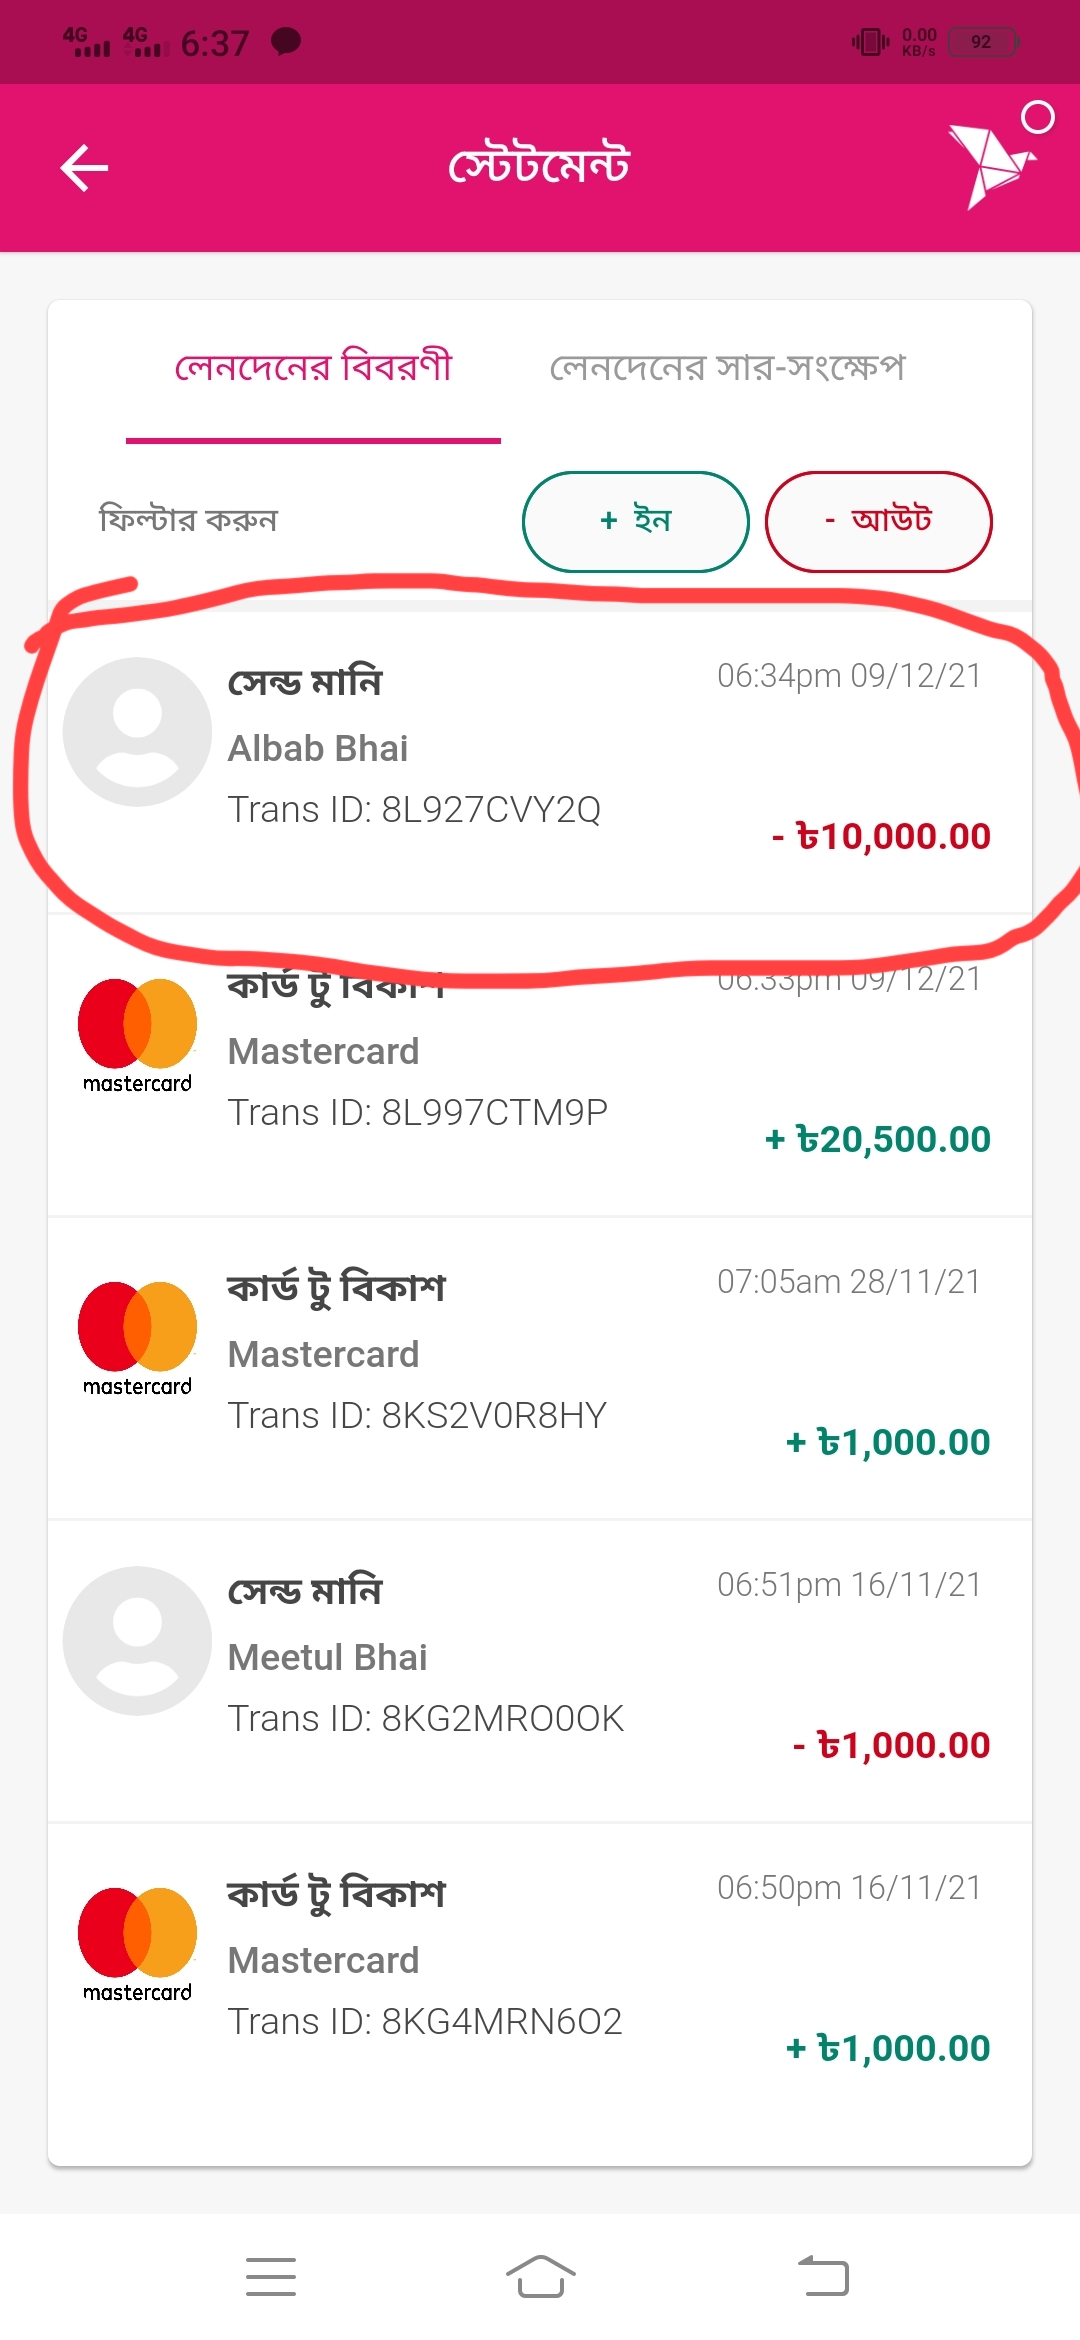 4G 4G 6:37 0.00 KB/s 92
স্টেটমেন্ট
লেনদেনের বিবরণী লেনদেনের সার-সংক্ষেপ
ফিল্টার করুন + ইন - আউট
সেন্ড মানি 06:34pm 09/12/21
Albab Bhai
Trans ID: 8L927CVY2Q
- ৳10,000.00
কার্ড টু বিকাশ 06:33pm 09/12/21
mastercard Mastercard
Trans ID: 8L997CTM9P
+ ৳20,500.00
কার্ড টু বিকাশ 07:05am 28/11/21
mastercard Mastercard
Trans ID: 8KS2V0R8HY
+ ৳1,000.00
সেন্ড মানি 06:51pm 16/11/21
Meetul Bhai
Trans ID: 8KG2MRO0OK
- ৳1,000.00
কার্ড টু বিকাশ 06:50pm 16/11/21
mastercard Mastercard
Trans ID: 8KG4MRN6O2
+ ৳1,000.00